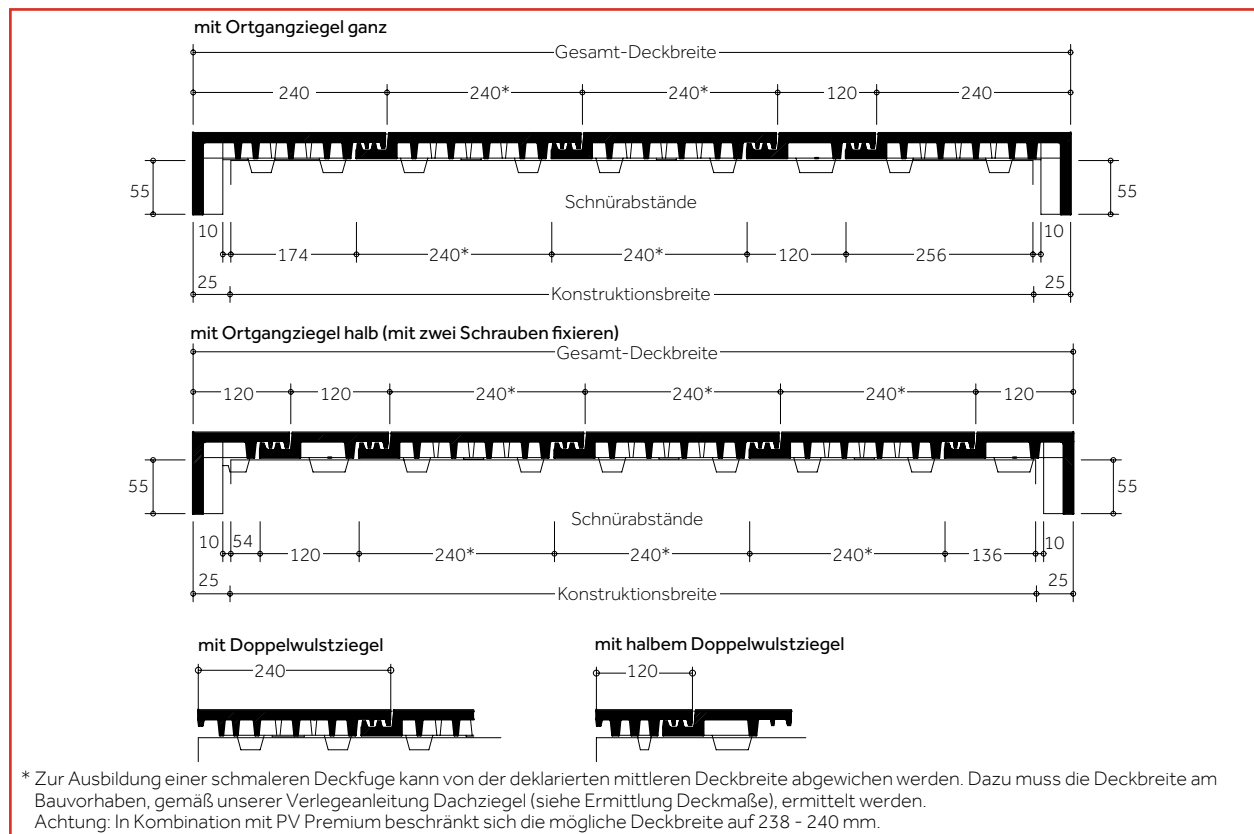 mit Ortgangziegel ganz
Gesamt-Deckbreite
240 240* 240* 120 240
55 55
Schnürabstände
10 174 240* 240* 120 256 10
25 Konstruktionsbreite 25
mit Ortgangziegel halb (mit zwei Schrauben fixieren)
Gesamt-Deckbreite
120 120 240* 240* 240* 120
55 55
Schnürabstände
10 54 120 240* 240* 240* 136 10
25 Konstruktionsbreite 25
mit Doppelwulstziegel mit halbem Doppelwulstziegel
240 120
* Zur Ausbildung einer schmaleren Deckfuge kann von der deklarierten mittleren Deckbreite abgewichen werden. Dazu muss die Deckbreite am
Bauvorhaben, gemäß unserer Verlegeanleitung Dachziegel (siehe Ermittlung Deckmaße), ermittelt werden.
Achtung: In Kombination mit PV Premium beschränkt sich die mögliche Deckbreite auf 238 - 240 mm.